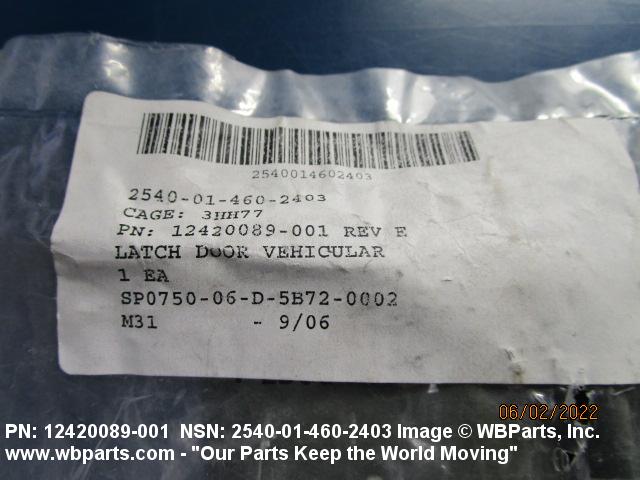 2540014602403
2540-01-460-2403
CAGE: 3HH77
PN: 12420089-001 REV E
LATCH DOOR VEHICULAR
1 EA
SP0750-06-D-5B72-0002
M31 - 9/06
06/02/2022
PN: 12420089-001 NSN: 2540-01-460-2403 Image © WBParts, Inc.
www.wbparts.com - "Our Parts Keep the World Moving"